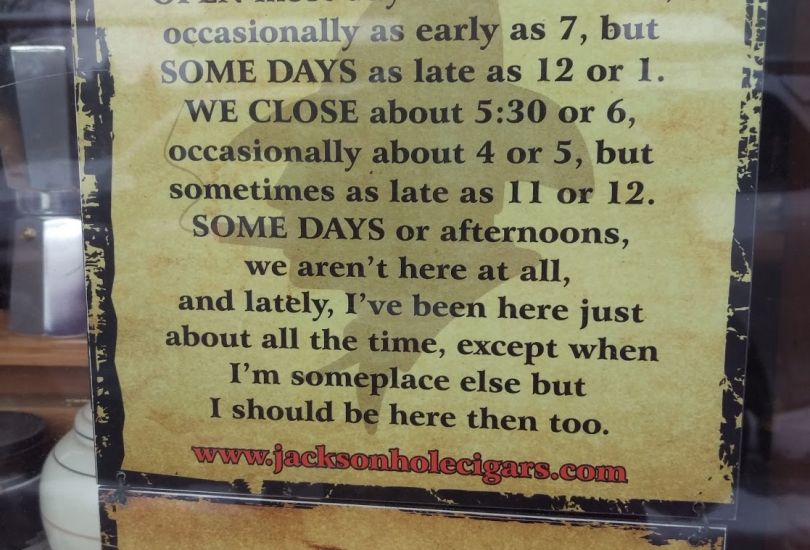 occasionally as early as 7, but
SOME DAYS as late as 12 or 1.
WE CLOSE about 5:30 or 6,
occasionally about 4 or 5, but
sometimes as late as 11 or 12.
SOME DAYS or afternoons,
we aren't here at all,
and lately, I've been here just
about all the time, except when
I'm someplace else but
I should be here then too.
www.jacksonholecigars.com